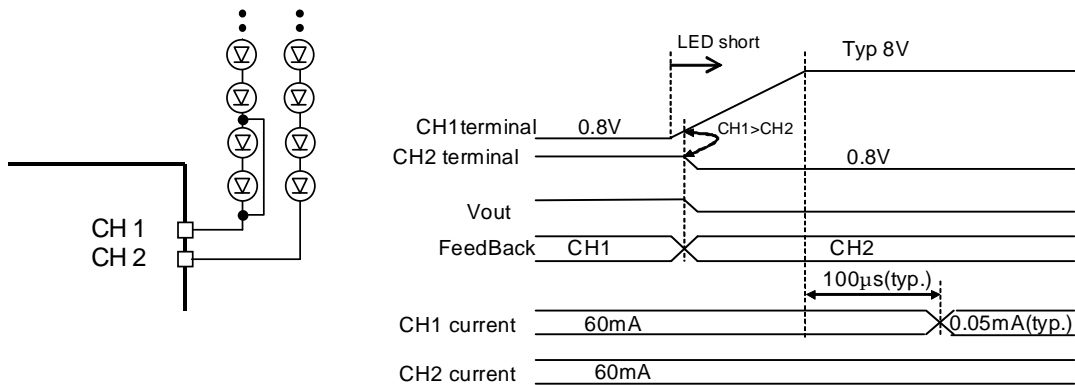 CH 1
CH 2
LED short
Typ 8V
CH1terminal
0.8V
CH1>CH2
CH2 terminal
0.8V
Vout
FeedBack
CH1
CH2
100μs(typ.)
CH1 current
60mA
0.05mA(typ.)
CH2 current
60mA